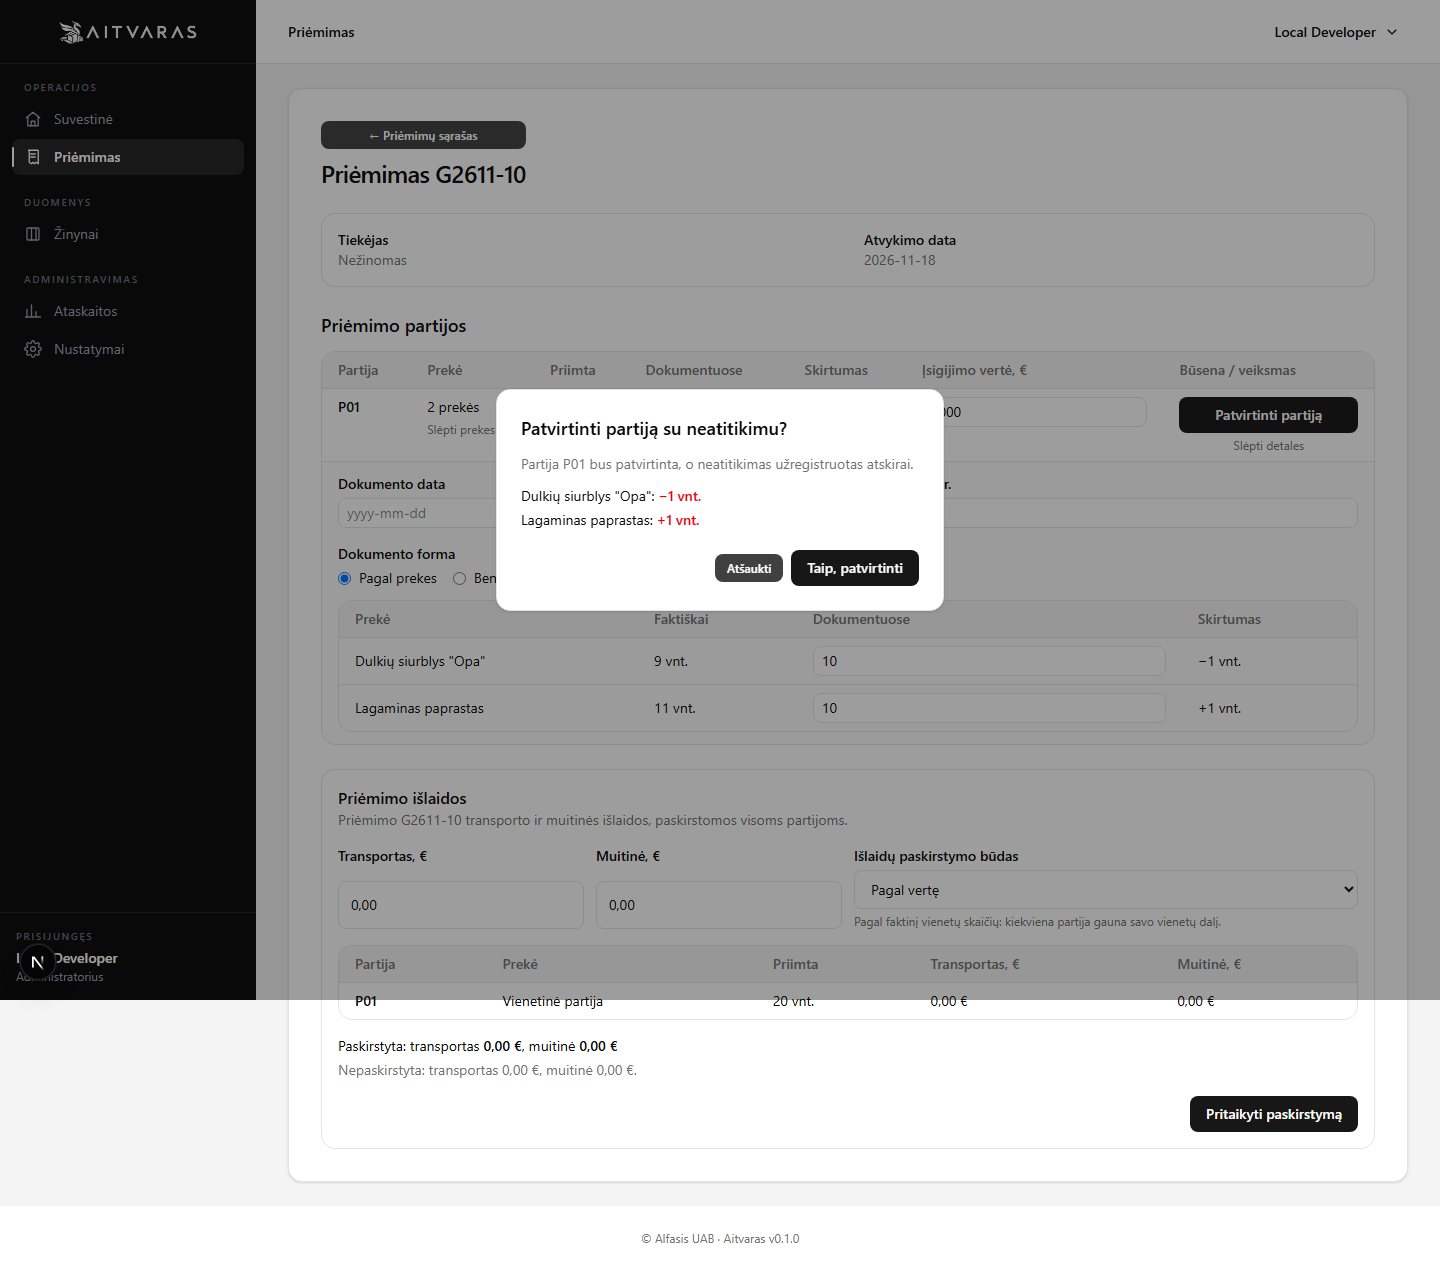 AITVARAS
Priėmimas
Local Developer
OPERACIJOS
Suvestinė
Priėmimas
DUOMENYS
Žinynai
ADMINISTRAVIMAS
Ataskaitos
Nustatymai
← Priėmimų sąrašas
Priėmimas G2611-10
Tiekėjas
Atvykimo data
Nežinomas
2026-11-18
Priėmimo partijos
Partija Prekė Priimta Dokumentuose Skirtumas Įsigijimo vertė, € Būsena / veiksmas
P01 2 prekės Patvirtinti partiją
Slėpti prekes Slėpti detales
Patvirtinti partiją su neatitikimu?
Partija P01 bus patvirtinta, o neatitikimas užregistruotas atskirai.
Dulkių siurblys "Opa": −1 vnt.
Lagaminas paprastas: +1 vnt.
Atšaukti Taip, patvirtinti
Dokumento data
yyyy-mm-dd
Dokumento forma
Pagal prekes
Prekė Faktiškai Dokumentuose Skirtumas
Dulkių siurblys "Opa" 9 vnt. 10 −1 vnt.
Lagaminas paprastas 11 vnt. 10 +1 vnt.
Priėmimo išlaidos
Priėmimo G2611-10 transporto ir muitinės išlaidos, paskirstomos visoms partijoms.
Transportas, € Muitinė, € Išlaidų paskirstymo būdas
0,00 0,00 Pagal vertę
Pagal faktinį vienetų skaičių: kiekviena partija gauna savo vienetų dalį.
Partija Prekė Priimta Transportas, € Muitinė, €
P01 Vienetinė partija 20 vnt. 0,00 € 0,00 €
Paskirstyta: transportas 0,00 €, muitinė 0,00 €
Nepaskirstyta: transportas 0,00 €, muitinė 0,00 €.
Pritaikyti paskirstymą
PRISIJUNGĘS
Developer
© Alfasis UAB · Aitvaras v0.1.0